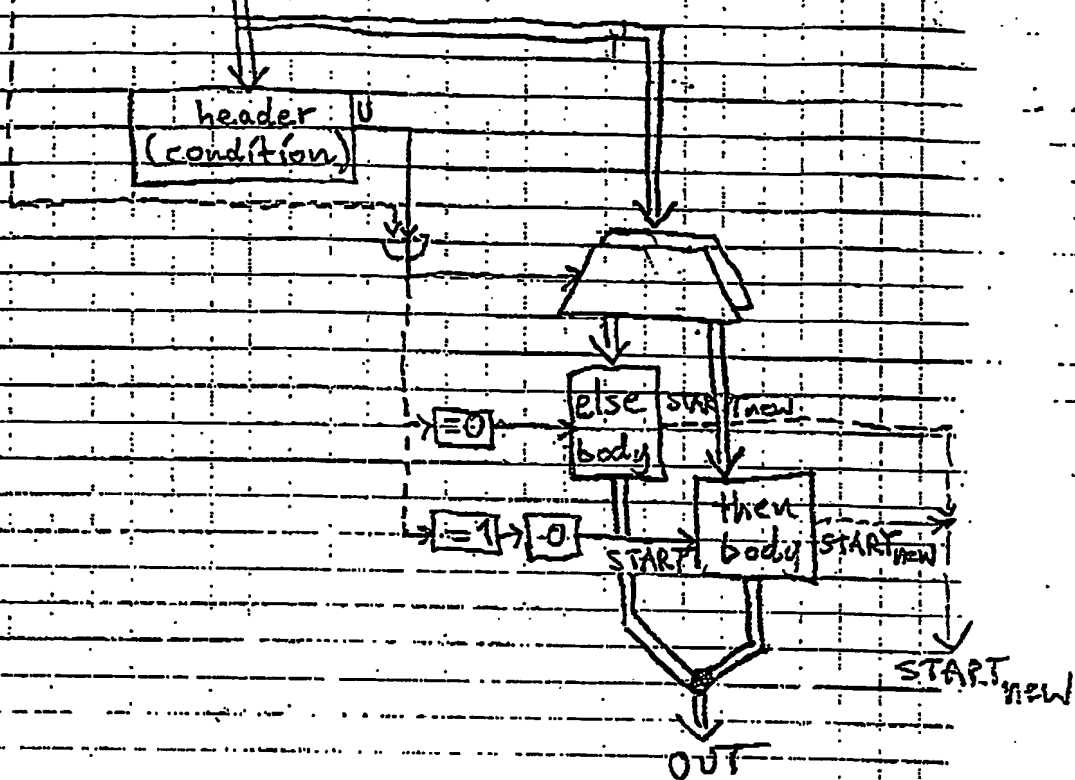 header
U
(condition)
else
body
START new
=0
then
body
=1
0
START
START new
START new
OUT